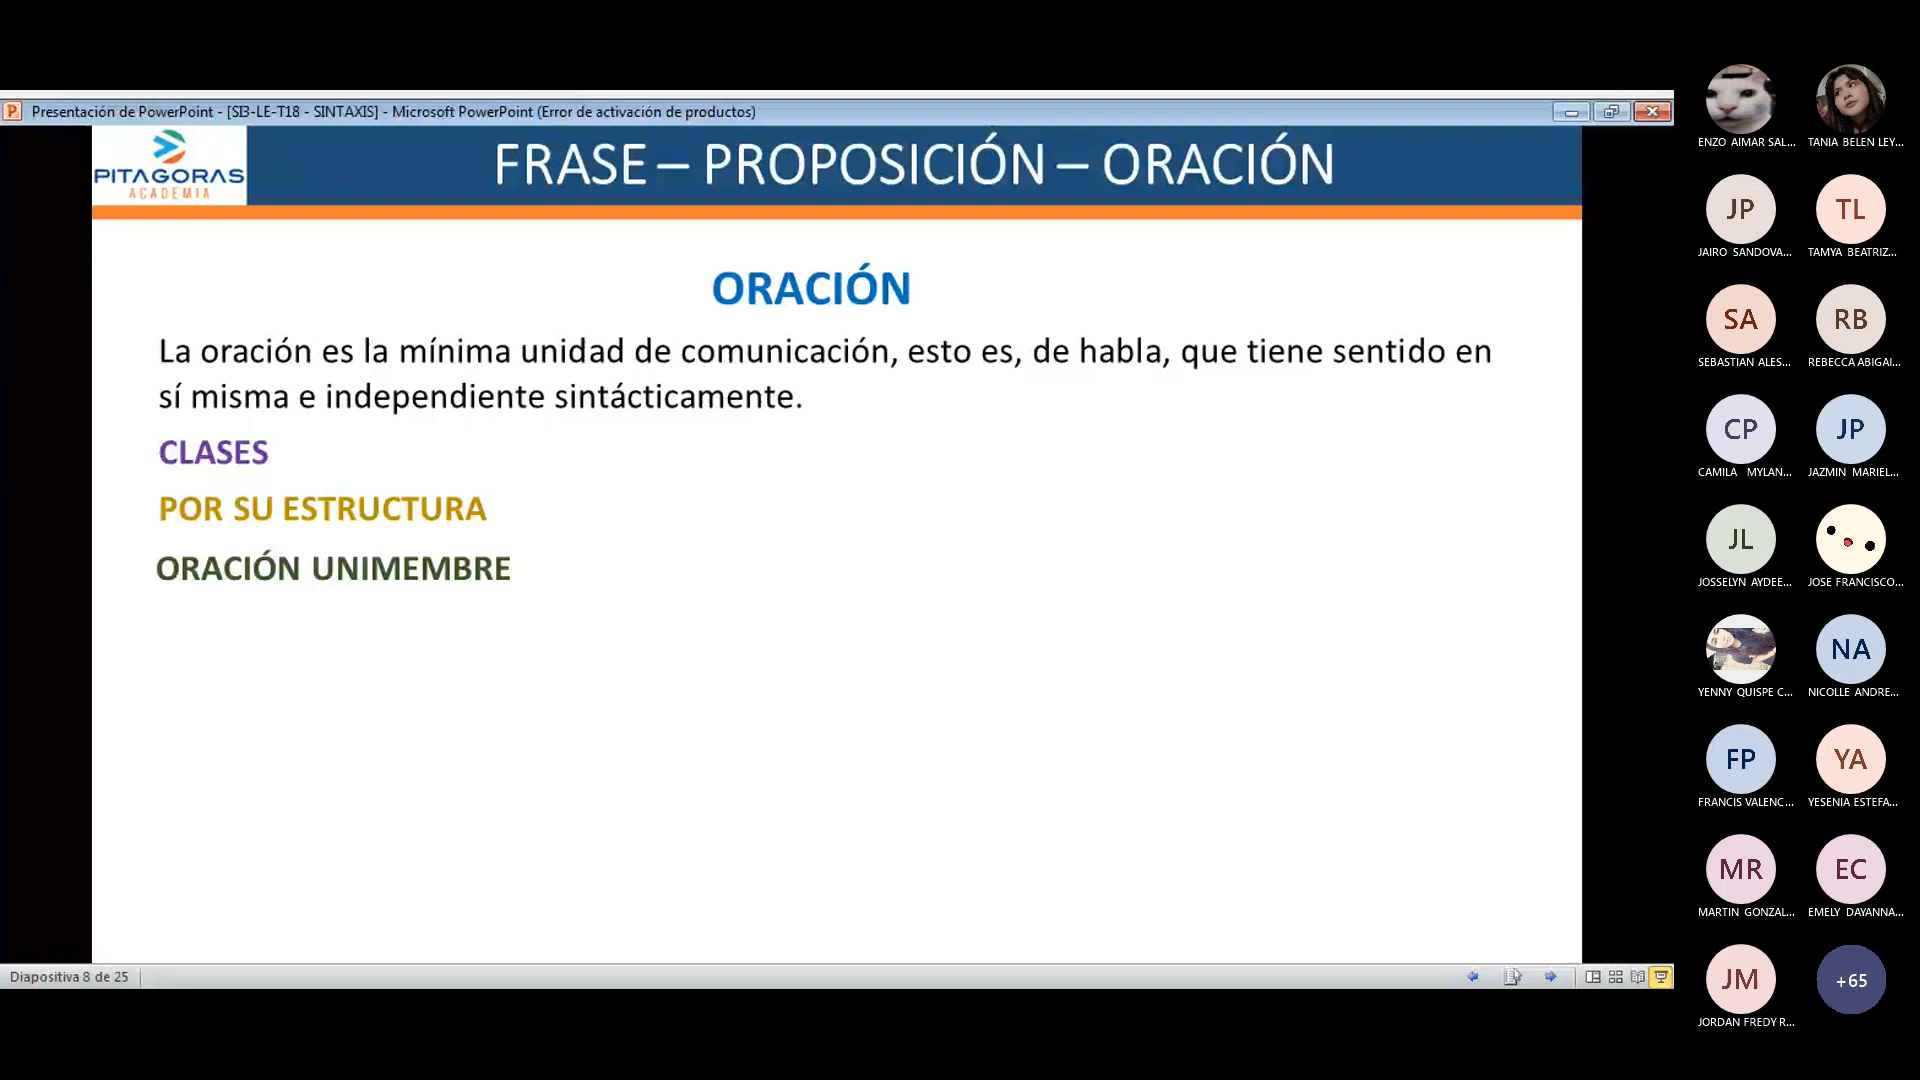 Presentación de PowerPoint - [SI3-LE-T18 - SINTAXIS] - Microsoft PowerPoint (Error de activación de productos)
PITAGORAS
ACADEMIA
FRASE – PROPOSICIÓN – ORACIÓN
ORACIÓN
La oración es la mínima unidad de comunicación, esto es, de habla, que tiene sentido en
sí misma e independiente sintácticamente.
CLASES
POR SU ESTRUCTURA
ORACIÓN UNIMEMBRE
Diapositiva 8 de 25
ENZO AIMAR SAL...
TANIA BELEN LEY...
JP
TL
JAIRO SANDOVA...
TAMYA BEATRIZ...
SA
RB
SEBASTIAN ALES...
REBECCA ABIGAI...
CP
JP
CAMILA MYLAN...
JAZMIN MARIEL...
JL
JOSSELYN AYDEE...
JOSE FRANCISCO...
NA
YENNY QUISPE C...
NICOLLE ANDRE...
FP
YA
FRANCIS VALENC...
YESENIA ESTEFA...
MR
EC
MARTIN GONZAL...
EMELY DAYANNA...
JM
+65
JORDAN FREDY R...